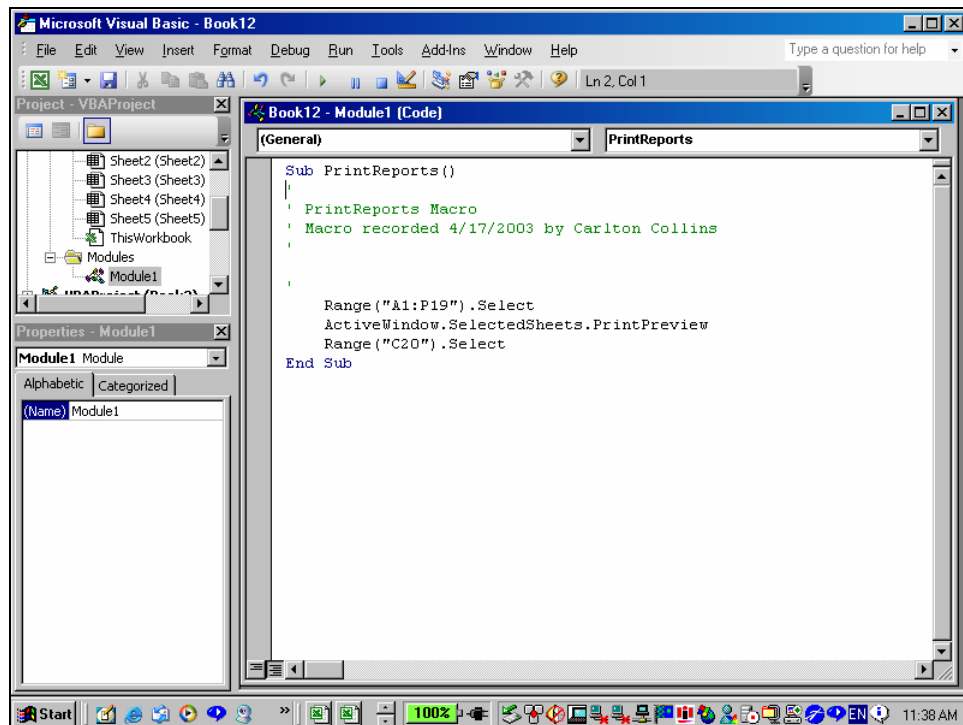 Microsoft Visual Basic - Book12
File Edit View Insert Format Debug Run Tools Add-Ins Window Help Type a question for help
Ln 2, Col 1
Project - VBAProject
Sheet2 (Sheet2)
Sheet3 (Sheet3)
Sheet4 (Sheet4)
Sheet5 (Sheet5)
ThisWorkbook
Modules
Module1
Properties - Module1
Module1 Module
Alphabetic Categorized
(Name) Module1
Book12 - Module1 (Code)
(General) PrintReports
Sub PrintReports()
'
' PrintReports Macro
' Macro recorded 4/17/2003 by Carlton Collins
'
'
Range("A1:P19").Select
ActiveWindow.SelectedSheets.PrintPreview
Range("C20").Select
End Sub
Start » 100% EN 11:38 AM